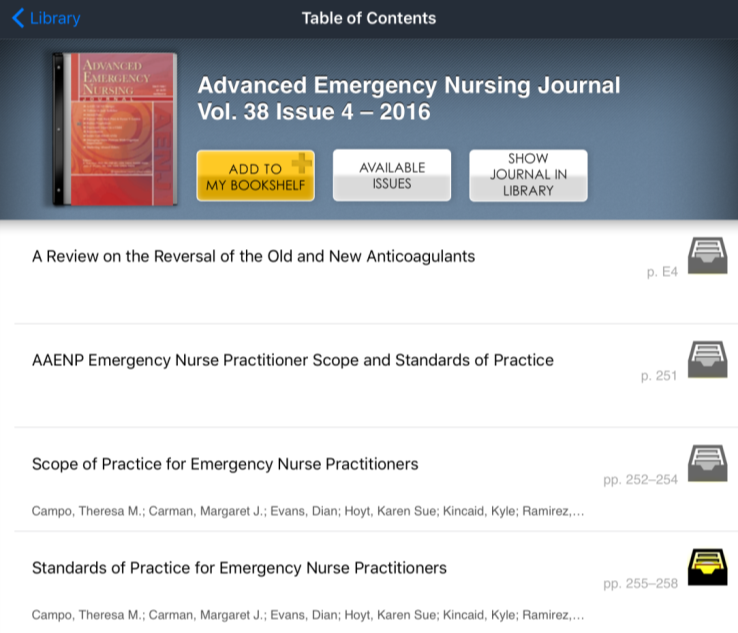 Library
Table of Contents
ADVANCED
EMERGENCY
NURSING
Advanced Emergency Nursing Journal
Vol. 38 Issue 4 – 2016
ADD TO
MY BOOKSHELF
AVAILABLE
ISSUES
SHOW
JOURNAL IN
LIBRARY
A Review on the Reversal of the Old and New Anticoagulants
p. E4
AAENP Emergency Nurse Practitioner Scope and Standards of Practice
p. 251
Scope of Practice for Emergency Nurse Practitioners
pp. 252–254
Campo, Theresa M.; Carman, Margaret J.; Evans, Dian; Hoyt, Karen Sue; Kincaid, Kyle; Ramirez,...
Standards of Practice for Emergency Nurse Practitioners
pp. 255–258
Campo, Theresa M.; Carman, Margaret J.; Evans, Dian; Hoyt, Karen Sue; Kincaid, Kyle; Ramirez,...